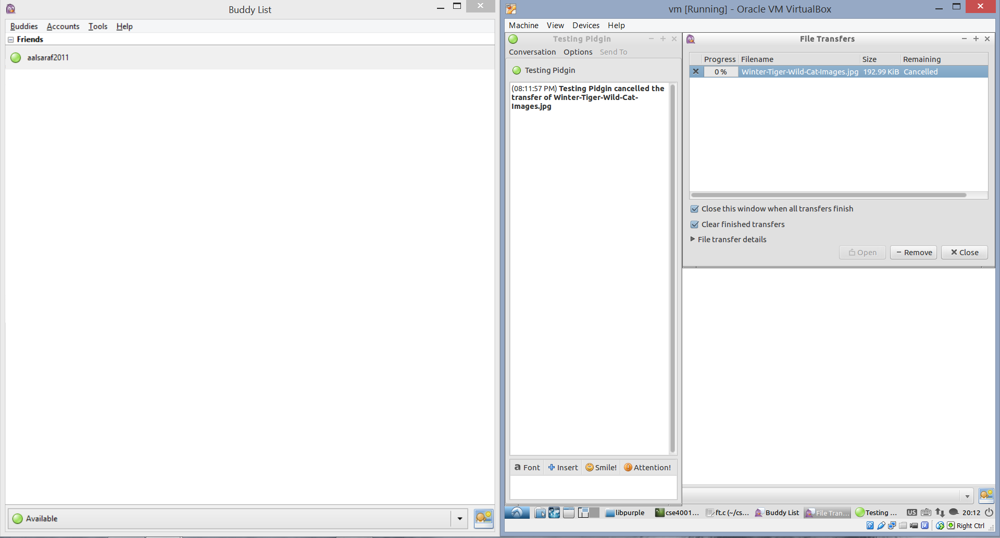 Buddy List
Buddies Accounts Tools Help
Friends
aalsaraf2011
Available
vm [Running] - Oracle VM VirtualBox
Machine View Devices Help
Testing Pidgin
Conversation Options Send To
Testing Pidgin
(08:11:57 PM) Testing Pidgin cancelled the
transfer of Winter-Tiger-Wild-Cat-
Images.jpg
a Font Insert Smile! Attention!
File Transfers
Progress Filename Size Remaining
0 % Winter-Tiger-Wild-Cat-Images.jpg 192.99 KiB Cancelled
Close this window when all transfers finish
Clear finished transfers
File transfer details
Open Remove Close
libpurple cse4001... ft.c (~/cs... Buddy List File Tran... Testing ... US 20:12
Right Ctrl